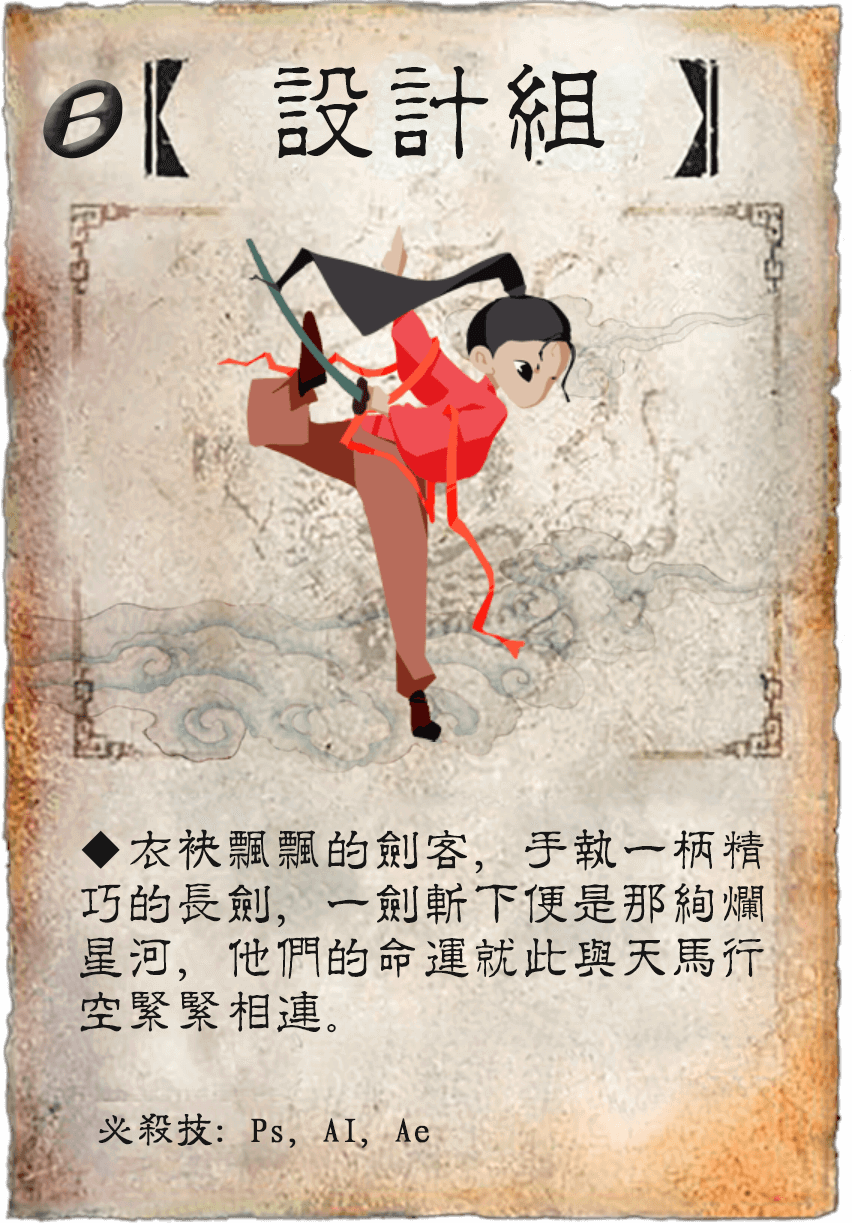 B 【 設計組 】
◆衣袂飄飄的劍客，手執一柄精
巧的長劍，一劍斬下便是那絢爛
星河，他們的命運就此與天馬行
空緊緊相連。
必殺技: Ps, AI, Ae